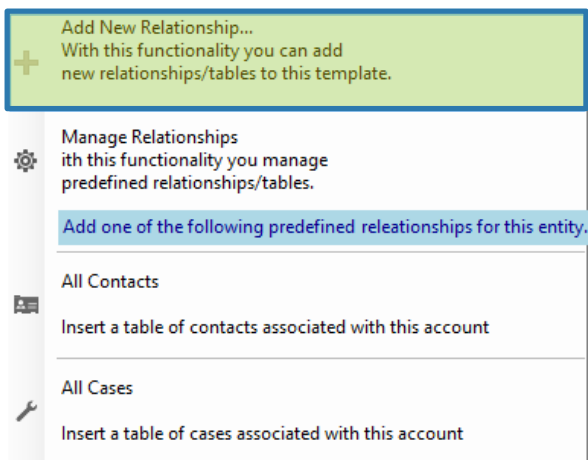 Add New Relationship...
With this functionality you can add
new relationships/tables to this template.
Manage Relationships
ith this functionality you manage
predefined relationships/tables.
Add one of the following predefined releationships for this entity.
All Contacts
Insert a table of contacts associated with this account
All Cases
Insert a table of cases associated with this account